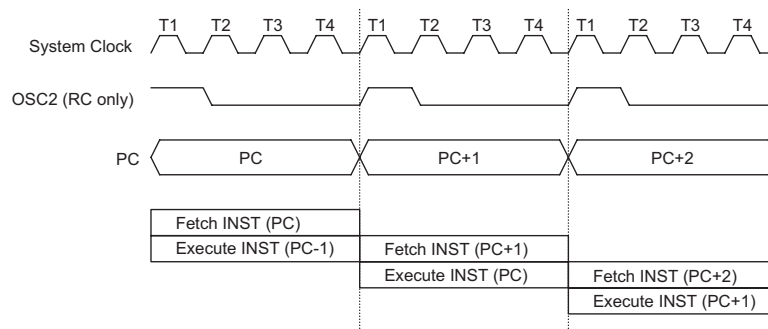 T1 T2 T3 T4 T1 T2 T3 T4 T1 T2 T3 T4
System Clock
OSC2 (RC only)
PC PC PC+1 PC+2
Fetch INST (PC)
Execute INST (PC-1) Fetch INST (PC+1)
Execute INST (PC) Fetch INST (PC+2)
Execute INST (PC+1)